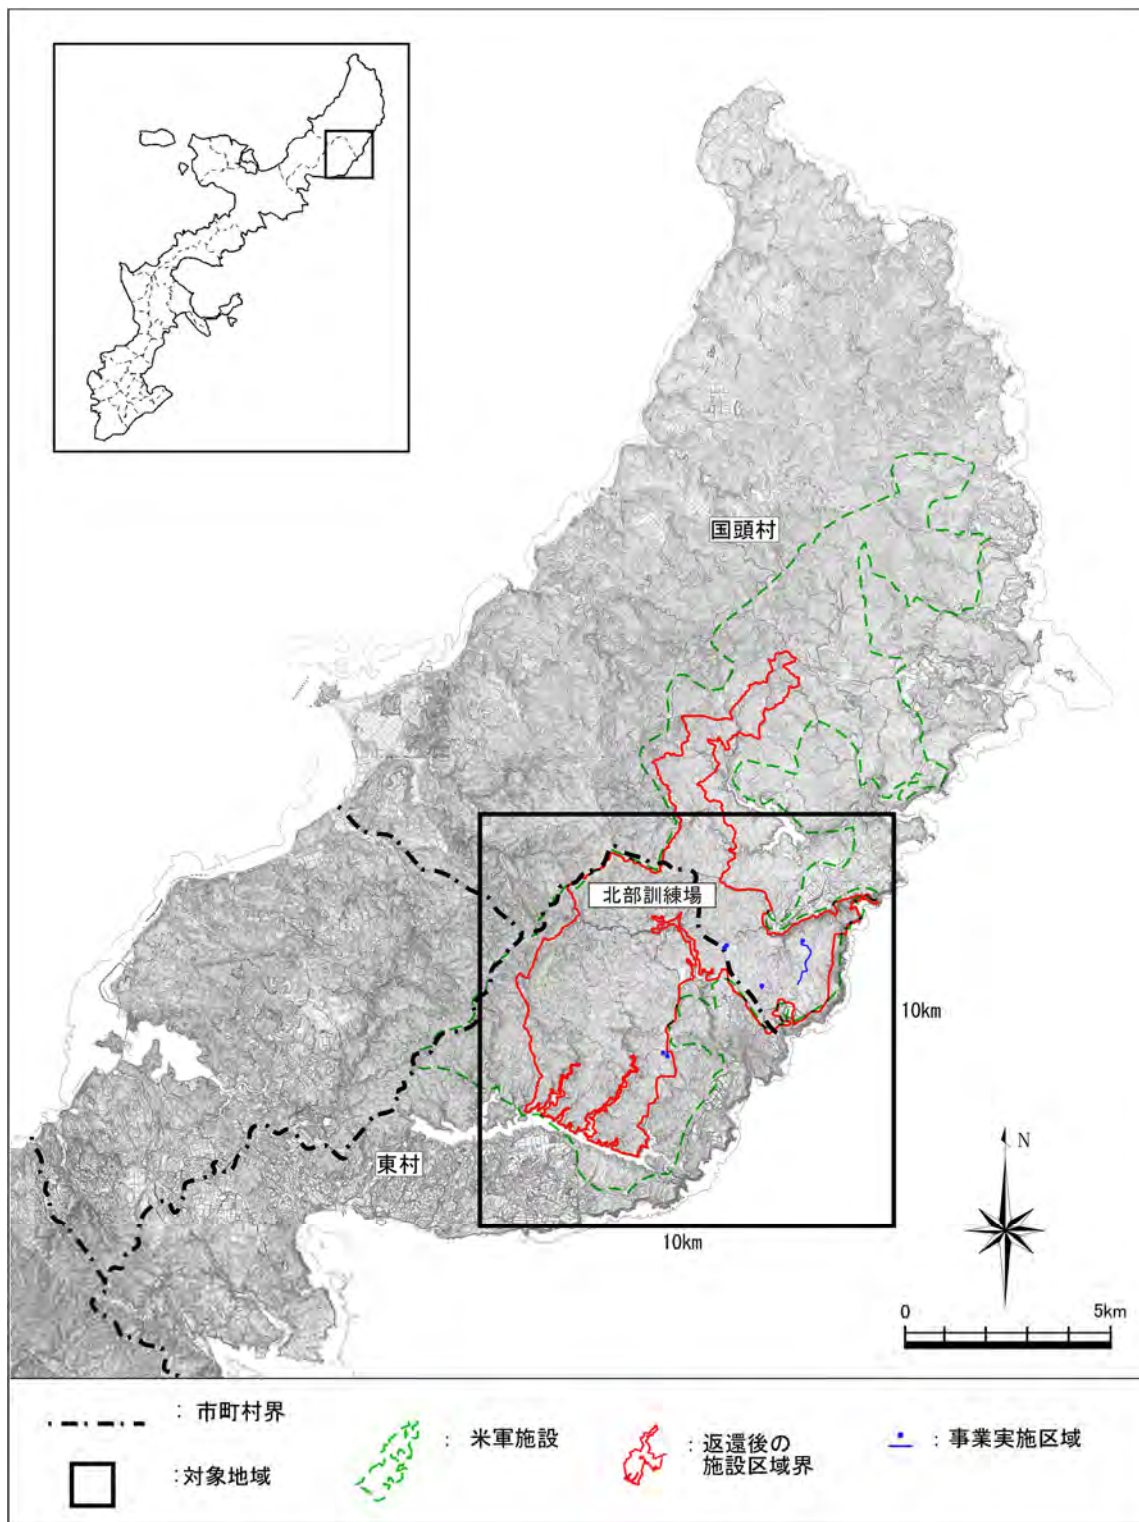 国頭村
北部訓練場
10km
東村
10km
N
0 5km
: 市町村界
: 米軍施設
: 返還後の
施設区域界
: 事業実施区域
: 対象地域